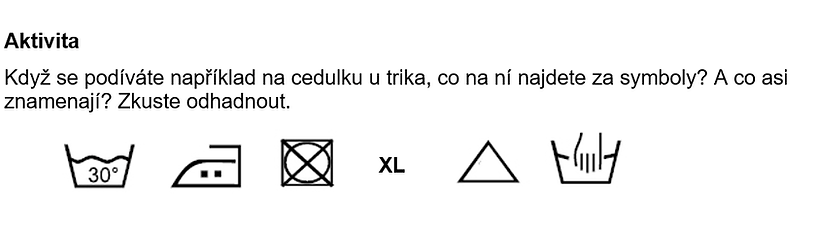 Aktivita
Když se podíváte například na cedulku u trika, co na ní najdete za symboly? A co asi
znamenají? Zkuste odhadnout.
30° XL